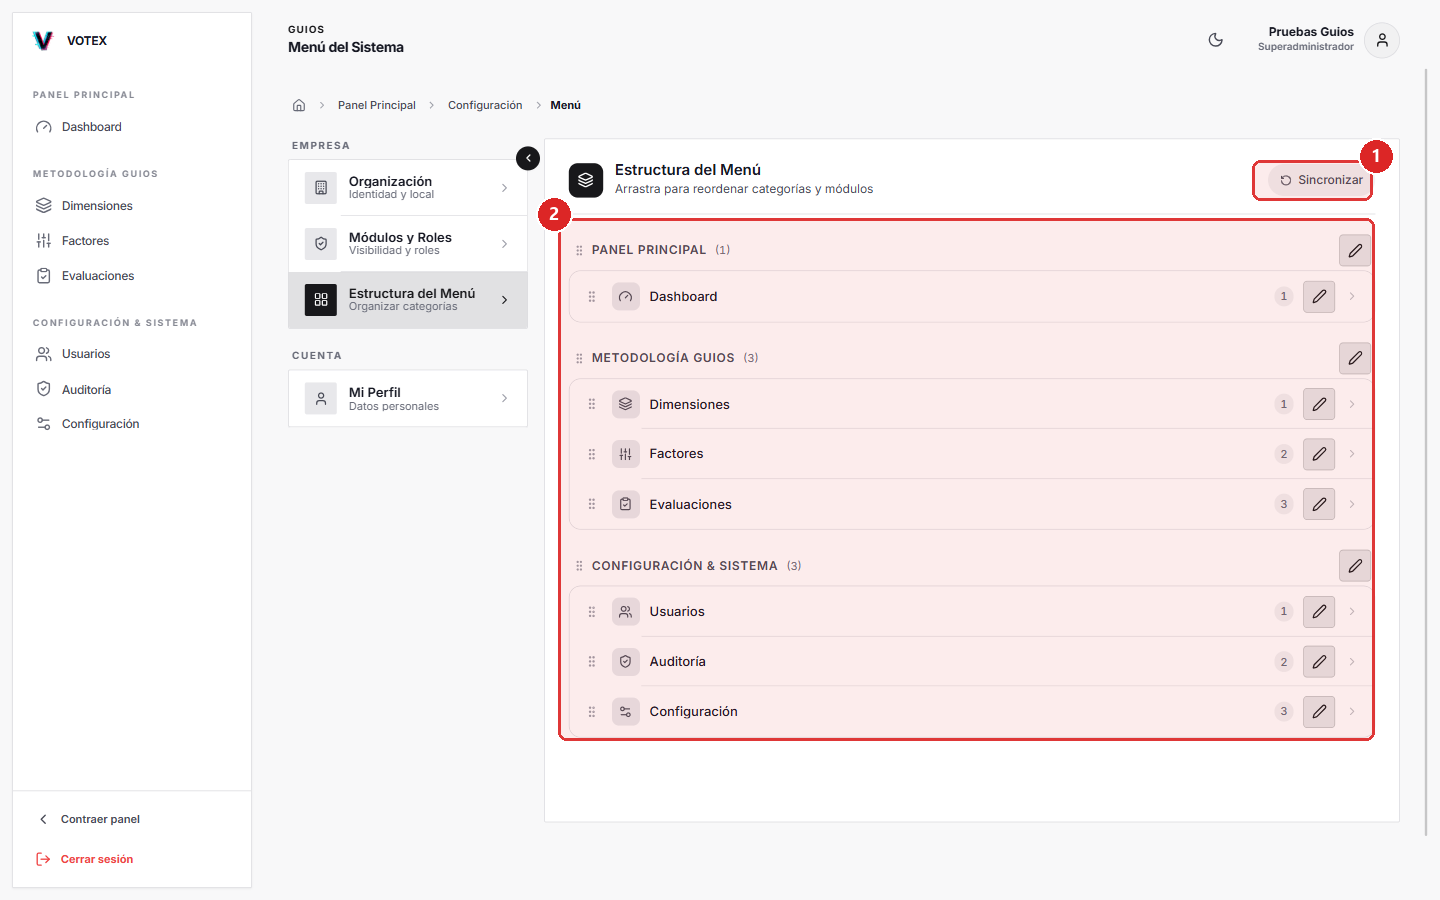 VOTEX
PANEL PRINCIPAL
Dashboard
METODOLOGÍA GUIOS
Dimensiones
Factores
Evaluaciones
CONFIGURACIÓN & SISTEMA
Usuarios
Auditoría
Configuración
Contraer panel
Cerrar sesión
GUIOS
Menú del Sistema
Pruebas Guios
Superadministrador
Panel Principal
Configuración
Menú
EMPRESA
Organización
Identidad y local
Módulos y Roles
Visibilidad y roles
Estructura del Menú
Organizar categorías
CUENTA
Mi Perfil
Datos personales
Estructura del Menú
Arrastra para reordenar categorías y módulos
Sincronizar
1
2
PANEL PRINCIPAL (1)
Dashboard 1
METODOLOGÍA GUIOS (3)
Dimensiones 1
Factores 2
Evaluaciones 3
CONFIGURACIÓN & SISTEMA (3)
Usuarios 1
Auditoría 2
Configuración 3